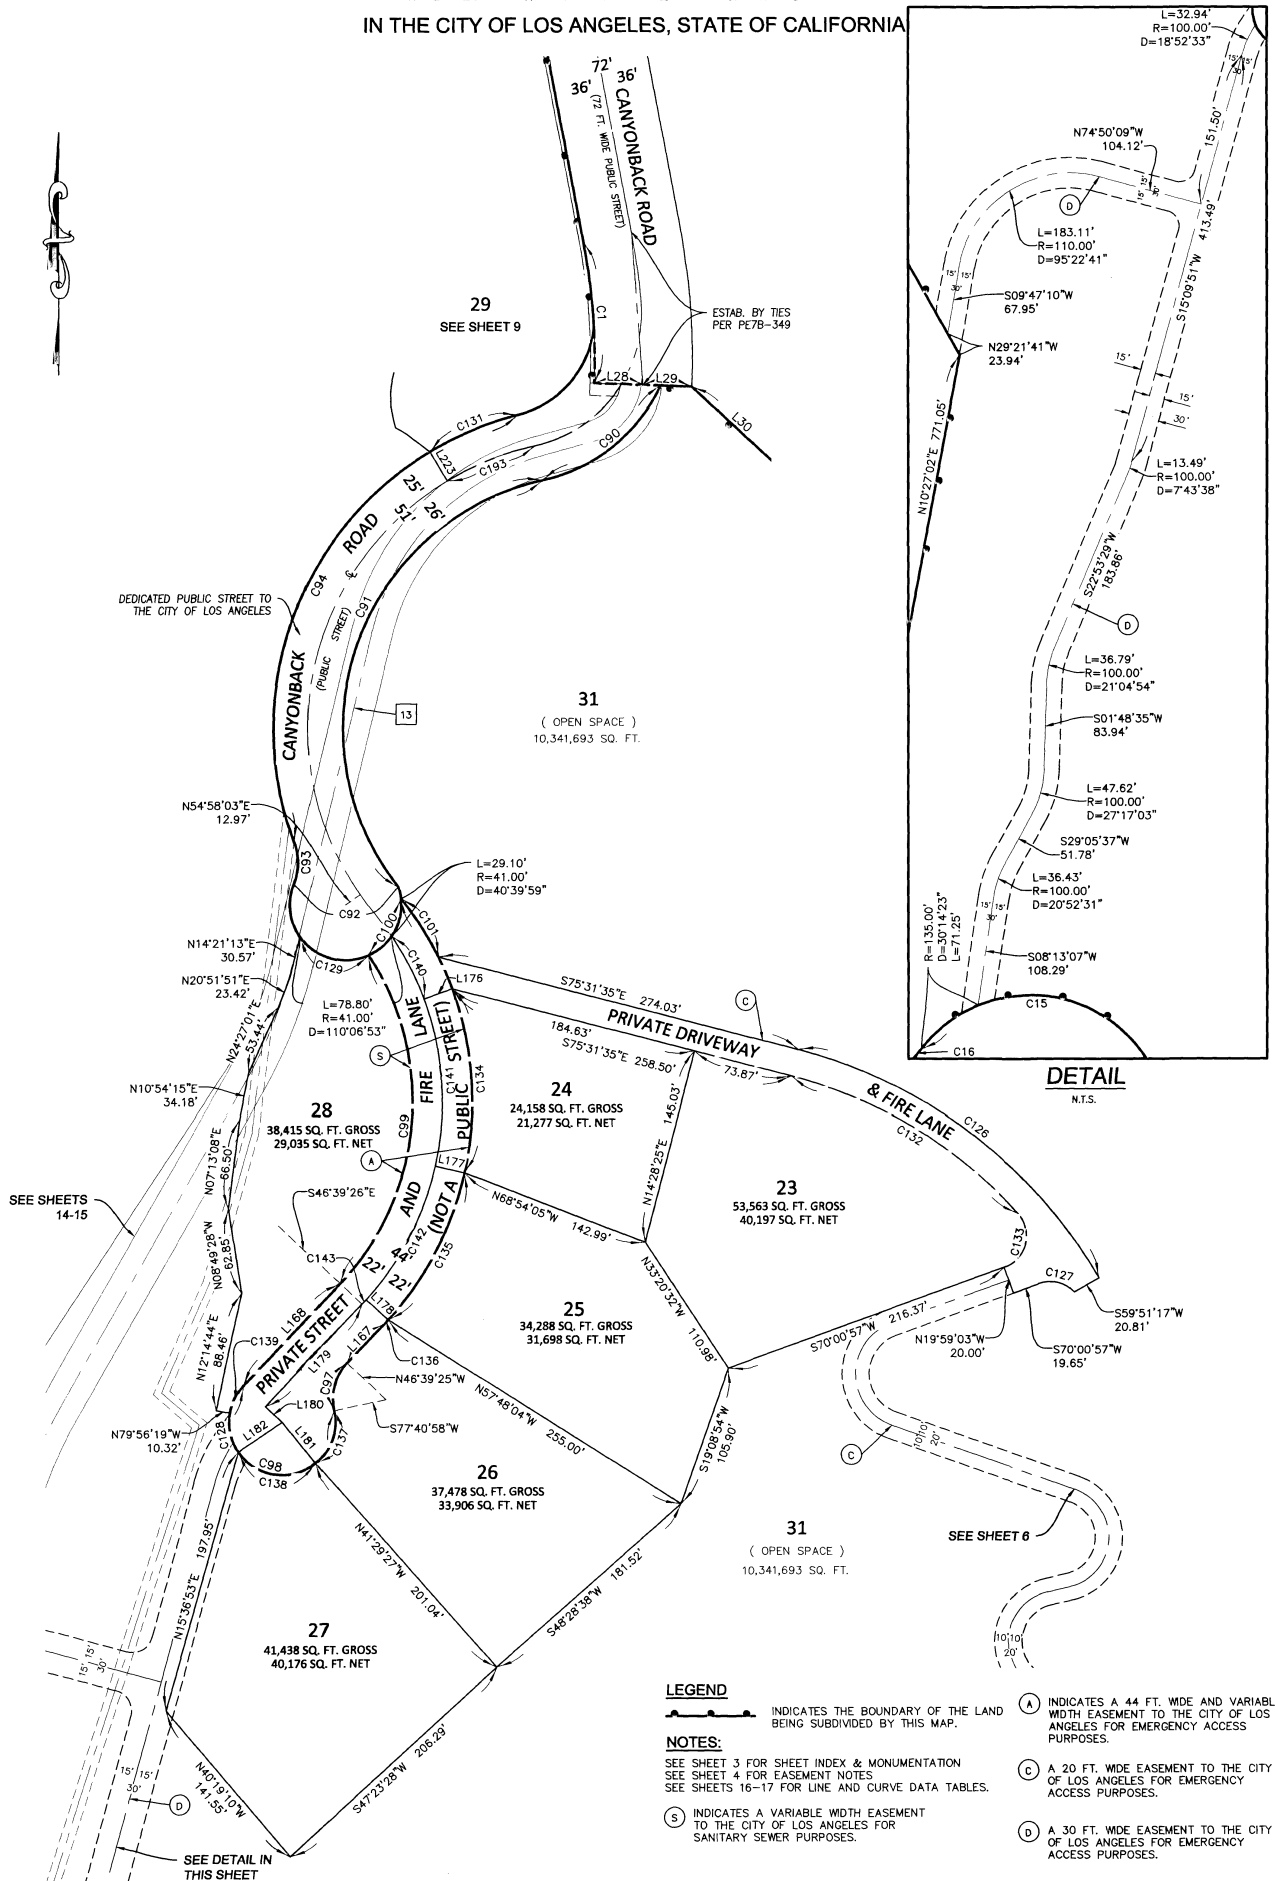 IN THE CITY OF LOS ANGELES, STATE OF CALIFORNIA
72'
36'
36'
CANYONBACK ROAD
(72 FT. WIDE PUBLIC STREET)
29
SEE SHEET 9
C1
ESTAB. BY TIES
PER PE7B-349
L28
L29
L30
C131
C90
L223
C193
25'
26'
51'
ROAD
C94
C91
DEDICATED PUBLIC STREET TO
THE CITY OF LOS ANGELES
CANYONBACK
(PUBLIC STREET)
13
31
( OPEN SPACE )
10,341,693 SQ. FT.
N54°58'03"E
12.97'
C93
C92
L=29.10'
R=41.00'
D=40°39'59"
C100
C101
N14°21'13"E
30.57'
C129
C140
N20°51'51"E
23.42'
L176
S75°31'35"E 274.03'
C
N24°27'01"E
53.44'
L=78.80'
R=41.00'
D=110°06'53"
LANE
184.63'
PRIVATE DRIVEWAY
S75°31'35"E 258.50'
73.87'
S
C141
STREET)
C134
N10°54'15"E
34.18'
FIRE
PUBLIC
24
24,158 SQ. FT. GROSS
21,277 SQ. FT. NET
N14°28'25"E 145.03'
& FIRE LANE
C126
C132
28
38,415 SQ. FT. GROSS
29,035 SQ. FT. NET
C99
N07°13'08"E
66.50'
A
L177
SEE SHEETS
14-15
S46°39'26"E
AND
(NOT A
N68°54'05"W 142.99'
23
53,563 SQ. FT. GROSS
40,197 SQ. FT. NET
N08°49'28"W
62.85'
C143
C142
C135
44'
22'
22'
C133
C127
N33°20'32"W 110.98'
L168
L178
25
34,288 SQ. FT. GROSS
31,698 SQ. FT. NET
S70°00'57"W 216.37'
S59°51'17"W
20.81'
N12°14'44"E
88.46'
C139
PRIVATE STREET
L179
L167
C136
N19°59'03"W
20.00'
S70°00'57"W
19.65'
C97
N46°39'25"W
N57°48'04"W 255.00'
L180
S77°40'58"W
N79°56'19"W
10.32'
C128
L182
L181
C137
C98
C138
S19°08'54"W
105.90'
10'10'
20'
C
26
37,478 SQ. FT. GROSS
33,906 SQ. FT. NET
31
( OPEN SPACE )
10,341,693 SQ. FT.
SEE SHEET 6
N15°36'53"E 197.95'
N41°29'27"W 201.04'
S48°28'38"W 181.52'
27
41,438 SQ. FT. GROSS
40,176 SQ. FT. NET
15' 15'
30'
10'10'
20'
N40°19'10"W
141.55'
S47°23'28"W 206.29'
15' 15'
30'
D
SEE DETAIL IN
THIS SHEET
L=32.94'
R=100.00'
D=18°52'33"
15' 15'
30'
151.50'
N74°50'09"W
104.12'
15' 15'
30'
D
L=183.11'
R=110.00'
D=95°22'41"
413.49'
S15°09'51"W
15' 15'
30'
S09°47'10"W
67.95'
N29°21'41"W
23.94'
15'
15'
30'
N10°27'02"E 771.05'
L=13.49'
R=100.00'
D=7°43'38"
S22°53'29"W
183.86'
D
L=36.79'
R=100.00'
D=21°04'54"
S01°48'35"W
83.94'
L=47.62'
R=100.00'
D=27°17'03"
S29°05'37"W
51.78'
L=36.43'
R=100.00'
D=20°52'31"
15' 15'
30'
R=135.00'
D=30°14'23"
L=71.25'
S08°13'07"W
108.29'
C15
C16
DETAIL
N.T.S.
LEGEND
INDICATES THE BOUNDARY OF THE LAND
BEING SUBDIVIDED BY THIS MAP.
NOTES:
SEE SHEET 3 FOR SHEET INDEX & MONUMENTATION
SEE SHEET 4 FOR EASEMENT NOTES
SEE SHEETS 16-17 FOR LINE AND CURVE DATA TABLES.
S INDICATES A VARIABLE WIDTH EASEMENT
TO THE CITY OF LOS ANGELES FOR
SANITARY SEWER PURPOSES.
A INDICATES A 44 FT. WIDE AND VARIABL
WIDTH EASEMENT TO THE CITY OF LOS
ANGELES FOR EMERGENCY ACCESS
PURPOSES.
C A 20 FT. WIDE EASEMENT TO THE CITY
OF LOS ANGELES FOR EMERGENCY
ACCESS PURPOSES.
D A 30 FT. WIDE EASEMENT TO THE CITY
OF LOS ANGELES FOR EMERGENCY
ACCESS PURPOSES.